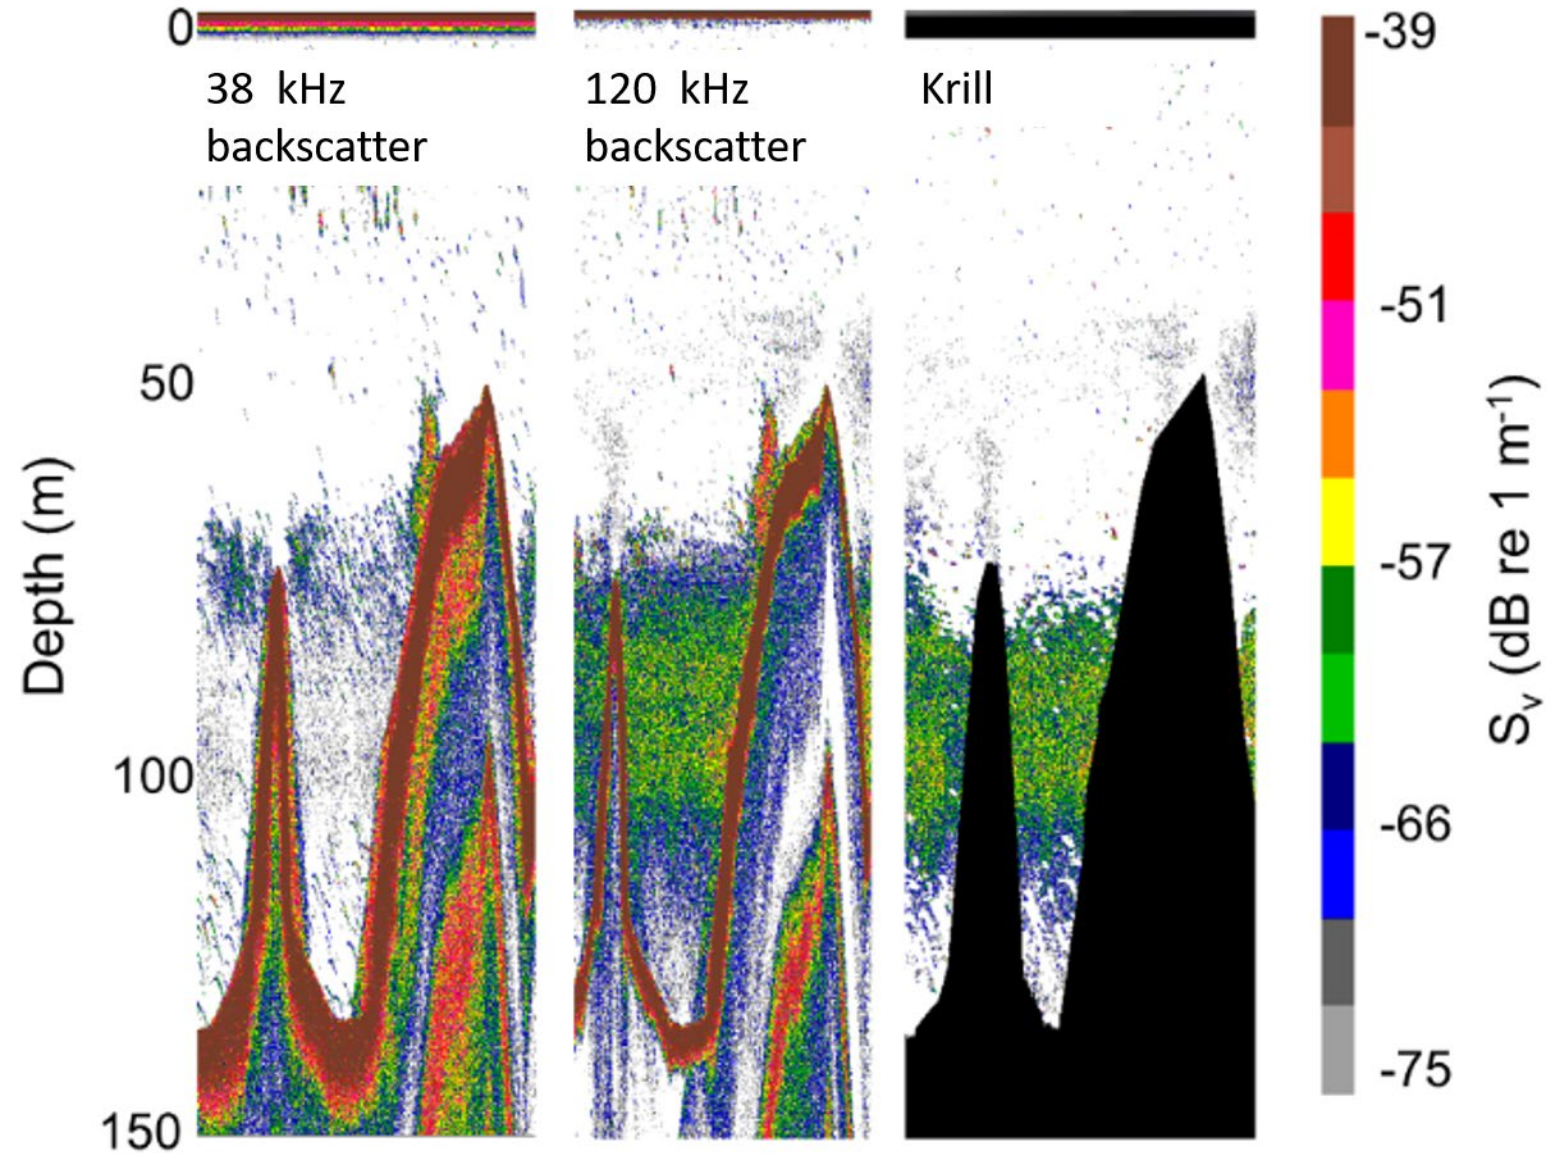 0
50
100
150
Depth (m)
38 kHz
backscatter
120 kHz
backscatter
Krill
-39
-51
-57
-66
-75
Sv (dB re 1 m-1)